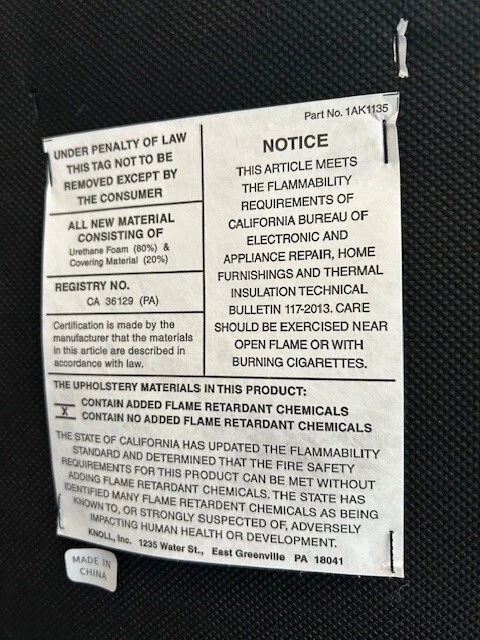 Part No. 1AK1135
UNDER PENALTY OF LAW
THIS TAG NOT TO BE
REMOVED EXCEPT BY
THE CONSUMER
ALL NEW MATERIAL
CONSISTING OF
Urethane Foam (80%) &
Covering Material (20%)
REGISTRY NO.
CA 36129 (PA)
Certification is made by the
manufacturer that the materials
in this article are described in
accordance with law.
NOTICE
THIS ARTICLE MEETS
THE FLAMMABILITY
REQUIREMENTS OF
CALIFORNIA BUREAU OF
ELECTRONIC AND
APPLIANCE REPAIR, HOME
FURNISHINGS AND THERMAL
INSULATION TECHNICAL
BULLETIN 117-2013. CARE
SHOULD BE EXERCISED NEAR
OPEN FLAME OR WITH
BURNING CIGARETTES.
THE UPHOLSTERY MATERIALS IN THIS PRODUCT:
CONTAIN ADDED FLAME RETARDANT CHEMICALS
X CONTAIN NO ADDED FLAME RETARDANT CHEMICALS
THE STATE OF CALIFORNIA HAS UPDATED THE FLAMMABILITY
STANDARD AND DETERMINED THAT THE FIRE SAFETY
REQUIREMENTS FOR THIS PRODUCT CAN BE MET WITHOUT
ADDING FLAME RETARDANT CHEMICALS. THE STATE HAS
IDENTIFIED MANY FLAME RETARDENT CHEMICALS AS BEING
KNOWN TO, OR STRONGLY SUSPECTED OF, ADVERSELY
IMPACTING HUMAN HEALTH OR DEVELOPMENT.
KNOLL, Inc. 1235 Water St., East Greenville PA 18041
MADE IN
CHINA